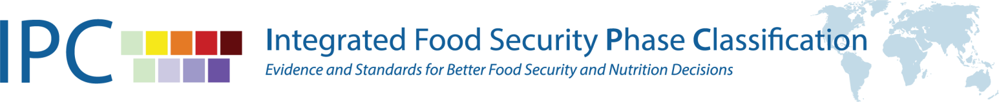 IPC
Integrated Food Security Phase Classification
Evidence and Standards for Better Food Security and Nutrition Decisions